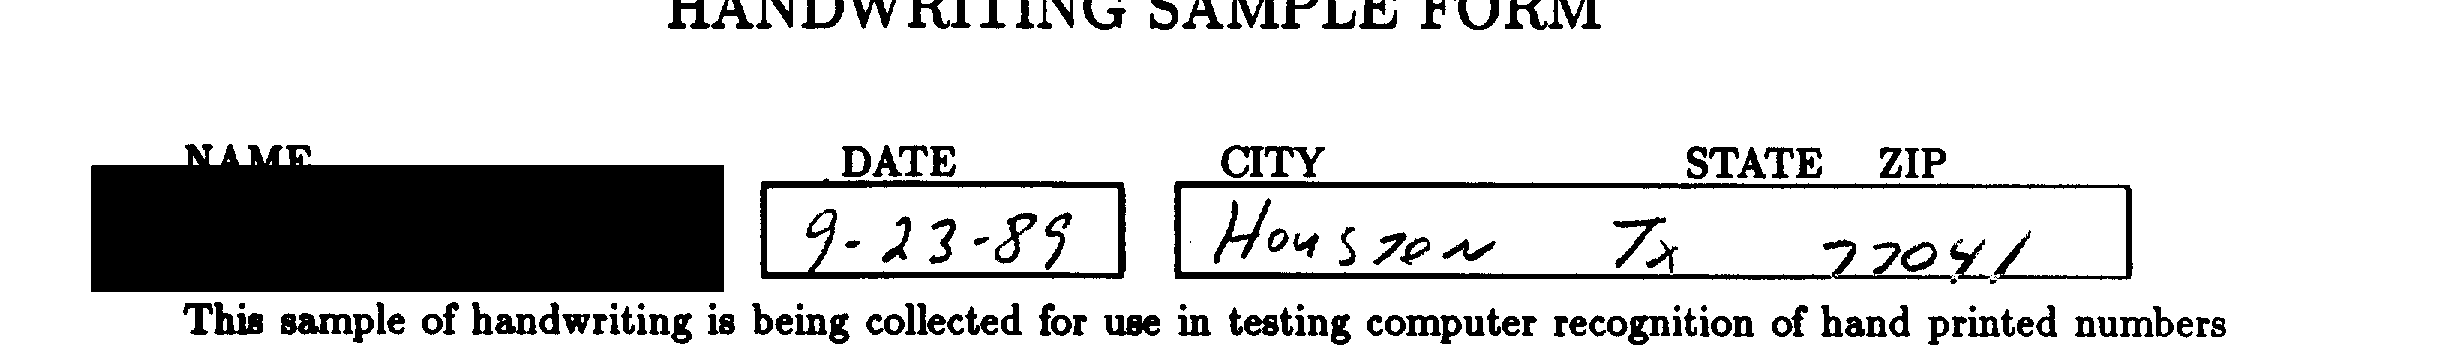 HANDWRITING SAMPLE FORM
NAME DATE CITY STATE ZIP
9-23-89 Houston Tx 77041
This sample of handwriting is being collected for use in testing computer recognition of hand printed numbers